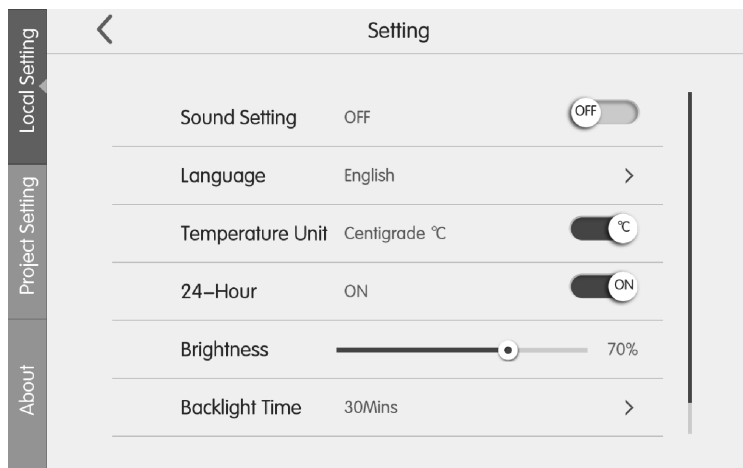 Setting
Local Setting
Project Setting
About
Sound Setting OFF OFF
Language English
Temperature Unit Centigrade ℃ ℃
24–Hour ON ON
Brightness 70%
Backlight Time 30Mins